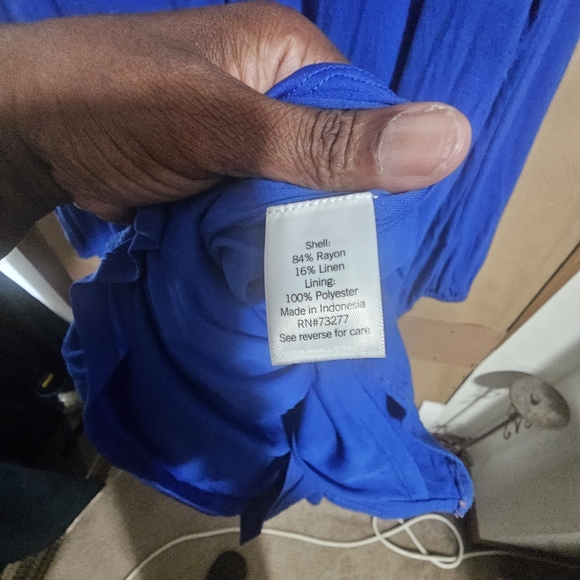 Shell:
84% Rayon
16% Linen
Lining:
100% Polyester
Made in Indonesia
RN#73277
See reverse for care